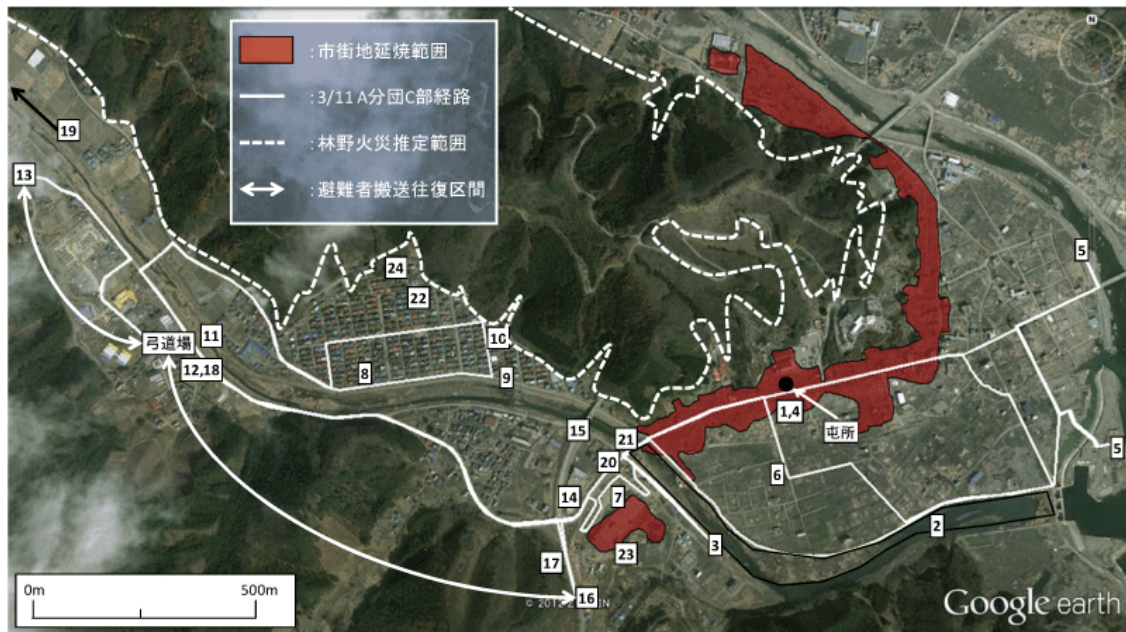 N
:市街地延焼範囲
:3/11 A分団C部経路
:林野火災推定範囲
:避難者搬送往復区間
19
13
5
24
22
10
11
弓道場
12,18
8
9
15
21
1,4
屯所
5
20
6
14
7
2
3
23
17
16
0m
500m
© 2012 Z
IN
Google earth